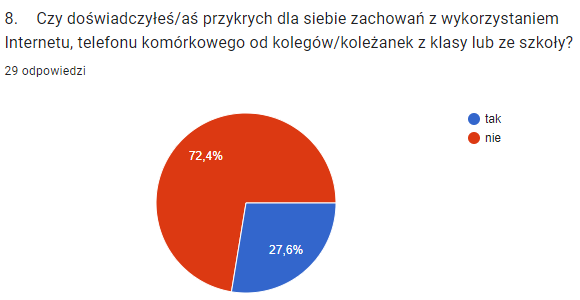 8. Czy doświadczyłeś/aś przykrych dla siebie zachowań z wykorzystaniem
Internetu, telefonu komórkowego od kolegów/koleżanek z klasy lub ze szkoły?
29 odpowiedzi
tak
nie
72,4%
27,6%